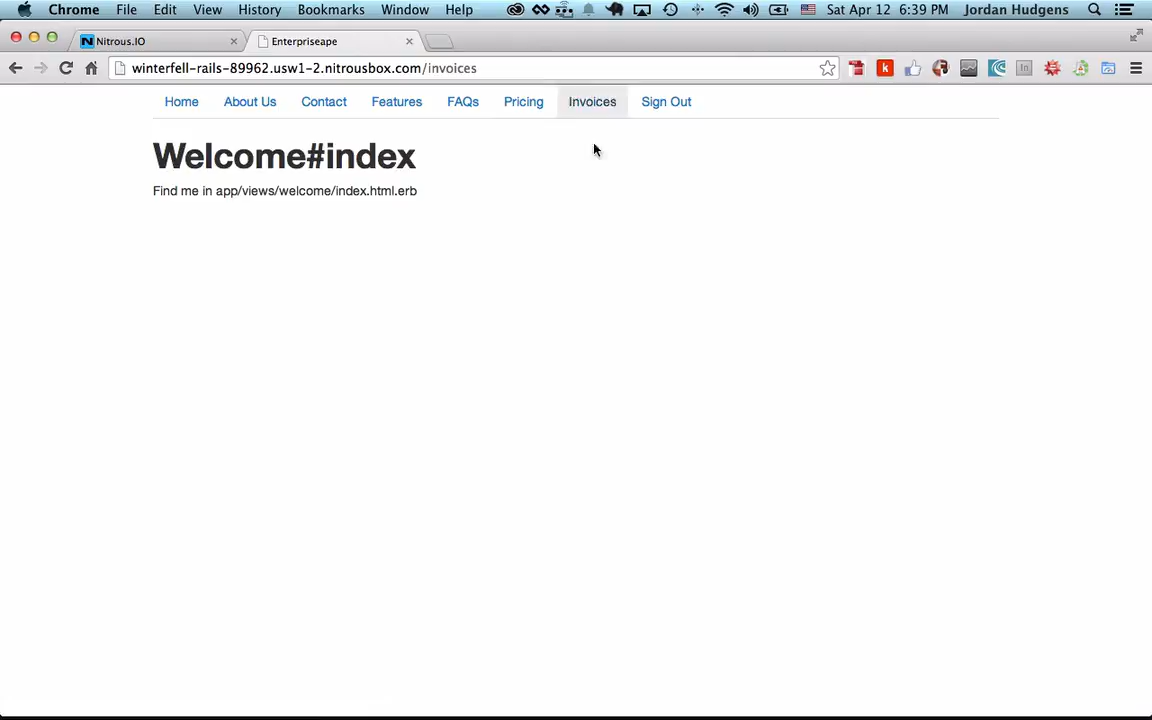 Chrome File Edit View History Bookmarks Window Help Sat Apr 12 6:39 PM Jordan Hudgens
Nitrous.IO Enterpriseape
winterfell-rails-89962.usw1-2.nitrousbox.com/invoices
Home About Us Contact Features FAQs Pricing Invoices Sign Out
Welcome#index
Find me in app/views/welcome/index.html.erb